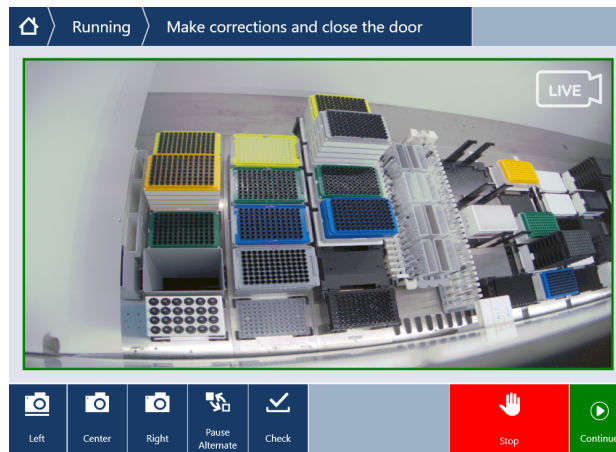 Running
Make corrections and close the door
LIVE
Left
Center
Right
Pause
Alternate
Check
Stop
Continue